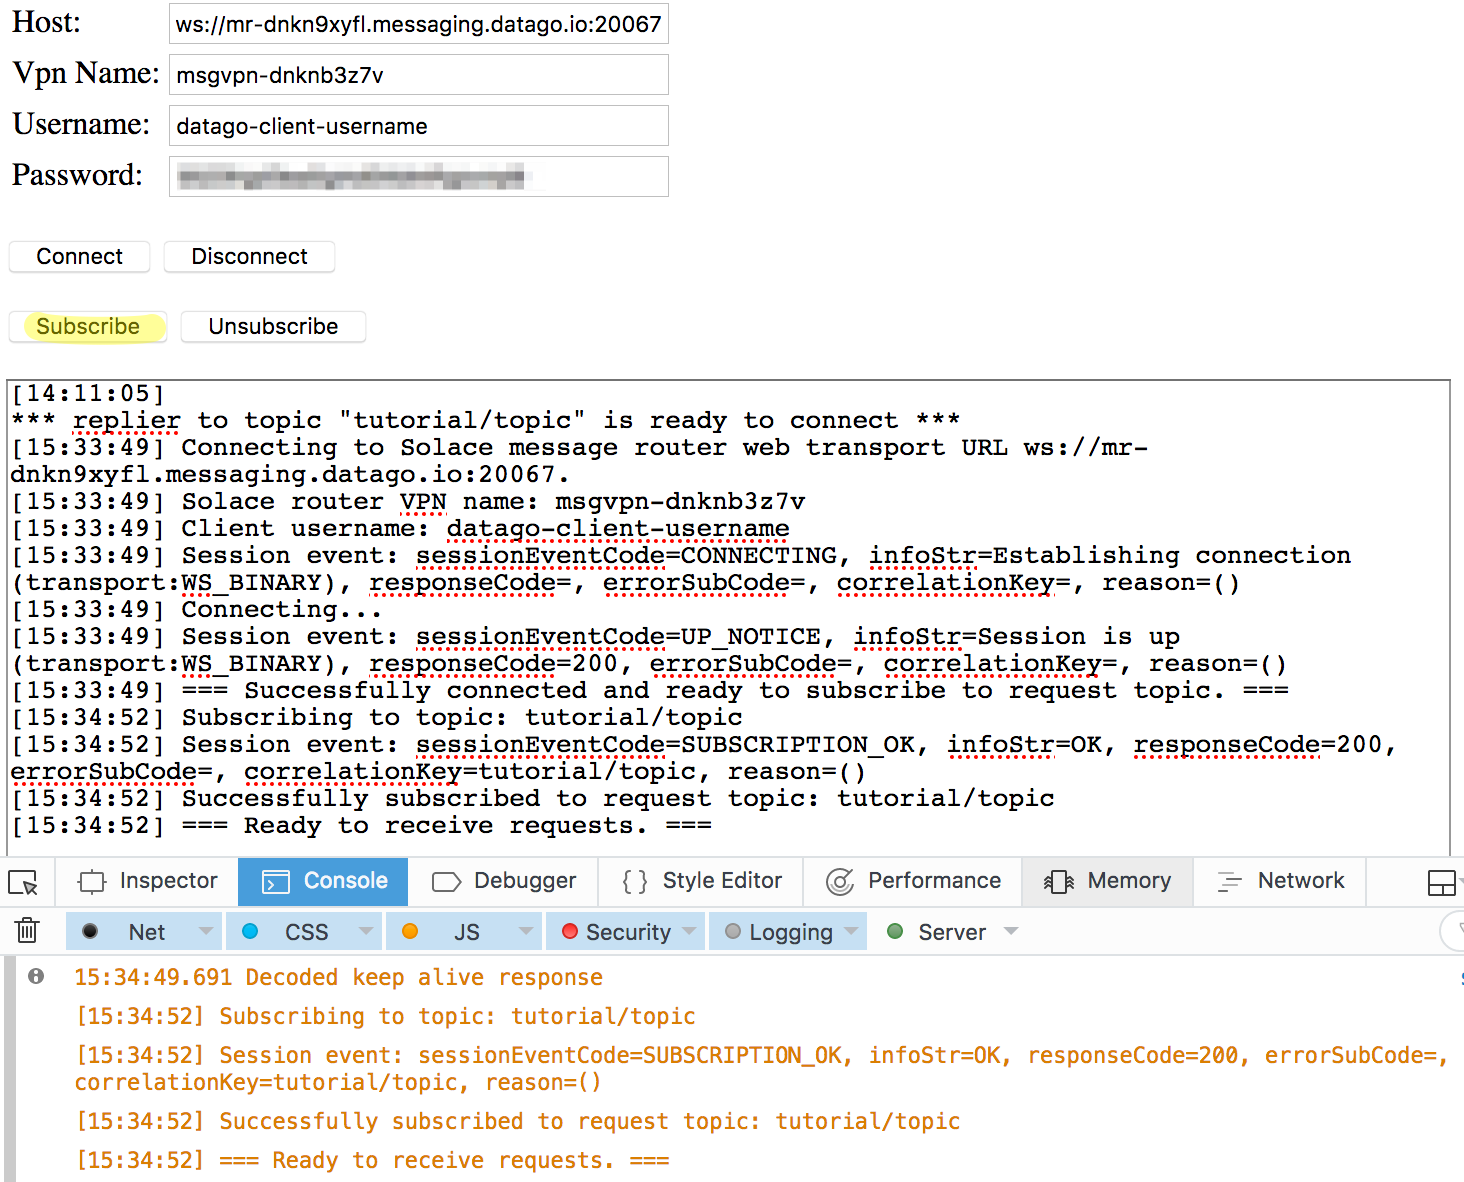 Host: ws://mr-dnkn9xyfl.messaging.datago.io:20067
Vpn Name: msgvpn-dnknb3z7v
Username: datago-client-username
Password:
Connect Disconnect
Subscribe Unsubscribe
[14:11:05]
*** replier to topic "tutorial/topic" is ready to connect ***
[15:33:49] Connecting to Solace message router web transport URL ws://mr-
dnkn9xyfl.messaging.datago.io:20067.
[15:33:49] Solace router VPN name: msgvpn-dnknb3z7v
[15:33:49] Client username: datago-client-username
[15:33:49] Session event: sessionEventCode=CONNECTING, infoStr=Establishing connection
(transport:WS_BINARY), responseCode=, errorSubCode=, correlationKey=, reason=()
[15:33:49] Connecting...
[15:33:49] Session event: sessionEventCode=UP_NOTICE, infoStr=Session is up
(transport:WS_BINARY), responseCode=200, errorSubCode=, correlationKey=, reason=()
[15:33:49] === Successfully connected and ready to subscribe to request topic. ===
[15:34:52] Subscribing to topic: tutorial/topic
[15:34:52] Session event: sessionEventCode=SUBSCRIPTION_OK, infoStr=OK, responseCode=200,
errorSubCode=, correlationKey=tutorial/topic, reason=()
[15:34:52] Successfully subscribed to request topic: tutorial/topic
[15:34:52] === Ready to receive requests. ===
Inspector Console Debugger { } Style Editor Performance Memory Network
Net CSS JS Security Logging Server
15:34:49.691 Decoded keep alive response
[15:34:52] Subscribing to topic: tutorial/topic
[15:34:52] Session event: sessionEventCode=SUBSCRIPTION_OK, infoStr=OK, responseCode=200, errorSubCode=,
correlationKey=tutorial/topic, reason=()
[15:34:52] Successfully subscribed to request topic: tutorial/topic
[15:34:52] === Ready to receive requests. ===